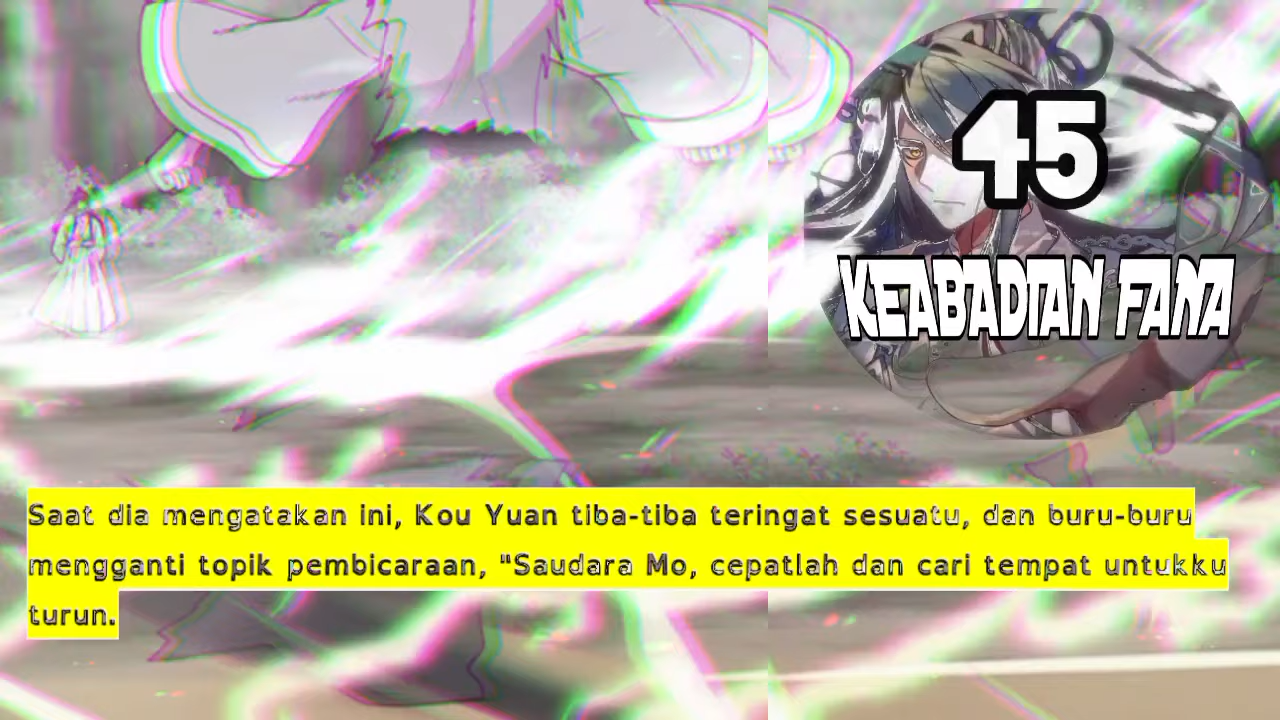 45
KEABADIAN FANA
Saat dia mengatakan ini, Kou Yuan tiba-tiba teringat sesuatu, dan buru-buru
mengganti topik pembicaraan, "Saudara Mo, cepatlah dan cari tempat untukku
turun.